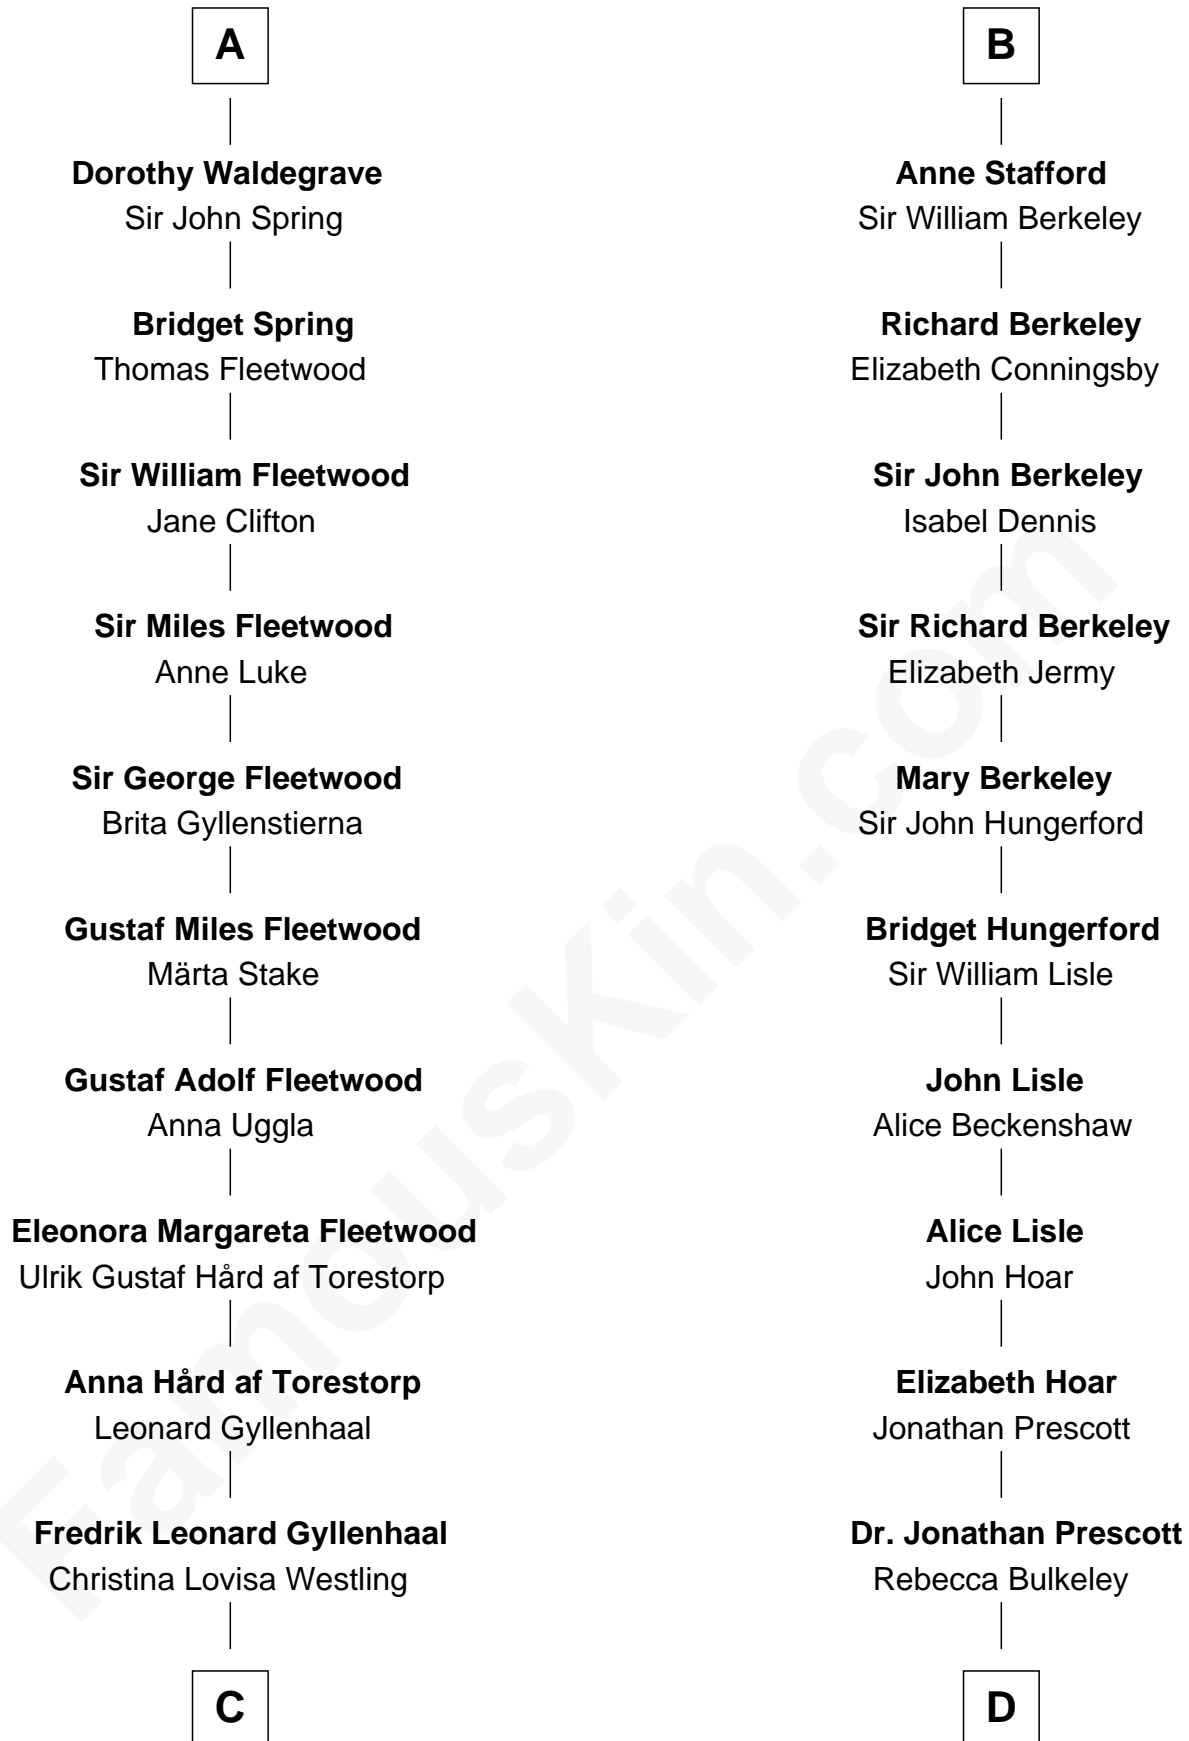 A
Dorothy Waldegrave
Sir John Spring
Bridget Spring
Thomas Fleetwood
Sir William Fleetwood
Jane Clifton
Sir Miles Fleetwood
Anne Luke
Sir George Fleetwood
Brita Gyllenstierna
Gustaf Miles Fleetwood
Märta Stake
Gustaf Adolf Fleetwood
Anna Uggla
Eleonora Margareta Fleetwood
Ulrik Gustaf Hård af Torestorp
Anna Hård af Torestorp
Leonard Gyllenhaal
Fredrik Leonard Gyllenhaal
Christina Lovisa Westling
C
B
Anne Stafford
Sir William Berkeley
Richard Berkeley
Elizabeth Conningsby
Sir John Berkeley
Isabel Dennis
Sir Richard Berkeley
Elizabeth Jermy
Mary Berkeley
Sir John Hungerford
Bridget Hungerford
Sir William Lisle
John Lisle
Alice Beckenshaw
Alice Lisle
John Hoar
Elizabeth Hoar
Jonathan Prescott
Dr. Jonathan Prescott
Rebecca Bulkeley
D
FamousKin.com